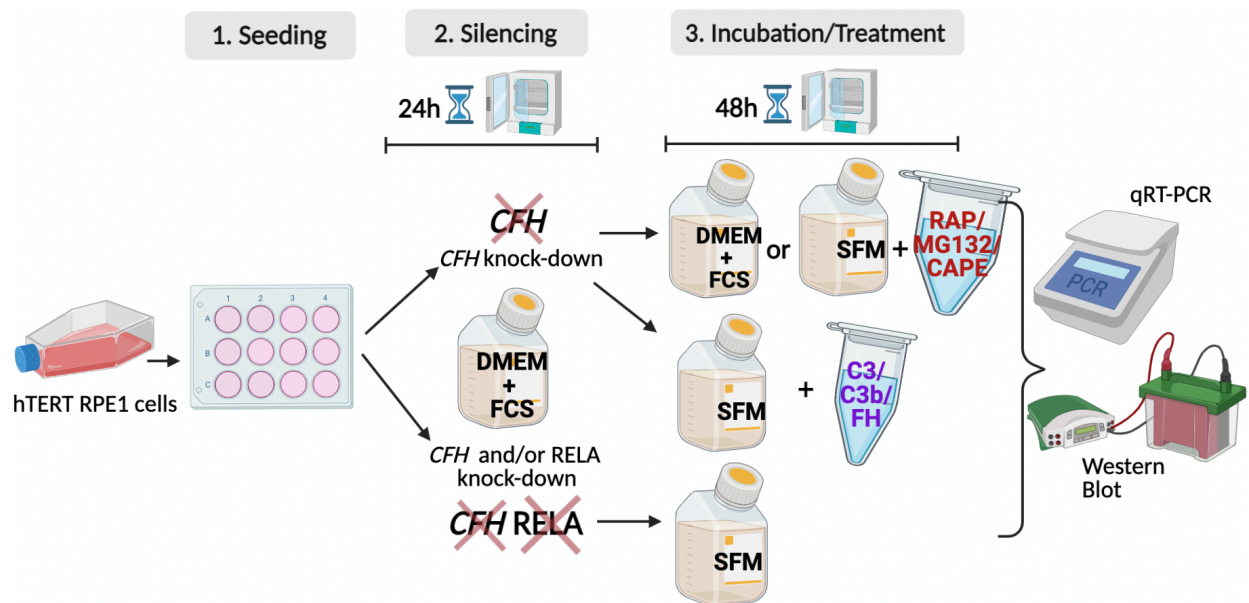 1. Seeding
2. Silencing
3. Incubation/Treatment
24h
48h
CFH
CFH knock-down
DMEM
+
FCS
or
SFM
+
RAP/
MG132/
CAPE
qRT-PCR
PCR
hTERT RPE1 cells
1 2 3 4
A
B
C
DMEM
+
FCS
SFM
+
C3/
C3b/
FH
CFH and/or RELA
knock-down
CFH RELA
SFM
Western
Blot